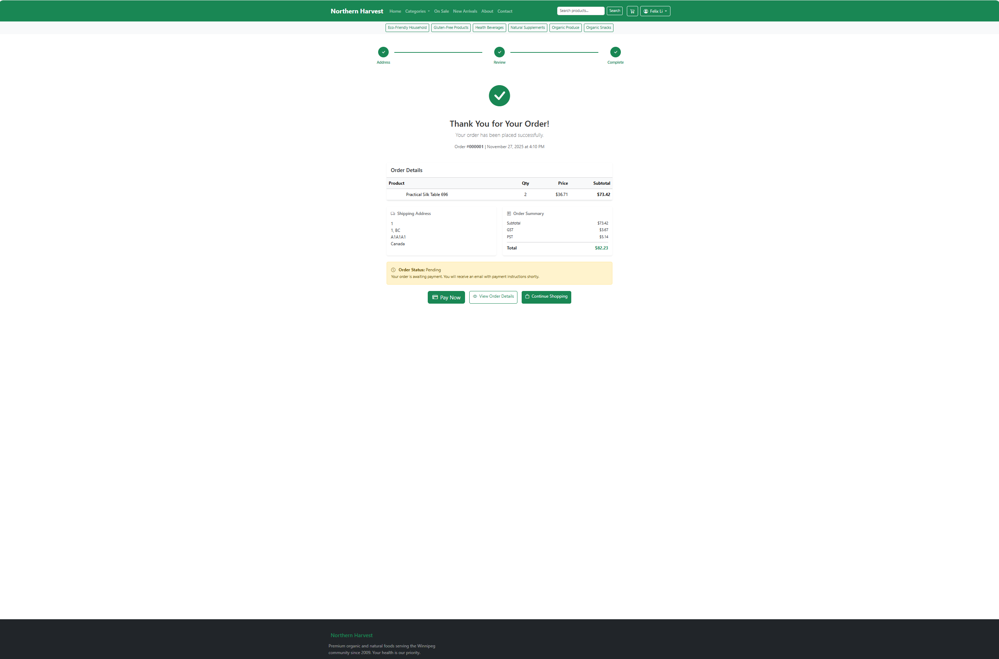 Northern Harvest Home Categories On Sale New Arrivals About Contact Search products... Search Felix Li
Eco-Friendly Household Gluten-Free Products Health Beverages Natural Supplements Organic Produce Organic Snacks
Address Review Complete
Thank You for Your Order!
Your order has been placed successfully.
Order #000001 | November 27, 2025 at 4:10 PM
Order Details
Product Qty Price Subtotal
Practical Silk Table 696 2 $36.71 $73.42
Shipping Address
1
1, BC
A1A1A1
Canada
Order Summary
Subtotal $73.42
GST $3.67
PST $5.14
Total $82.23
Order Status: Pending
Your order is awaiting payment. You will receive an email with payment instructions shortly.
Pay Now View Order Details Continue Shopping
Northern Harvest
Premium organic and natural foods serving the Winnipeg
community since 2009. Your health is our priority.